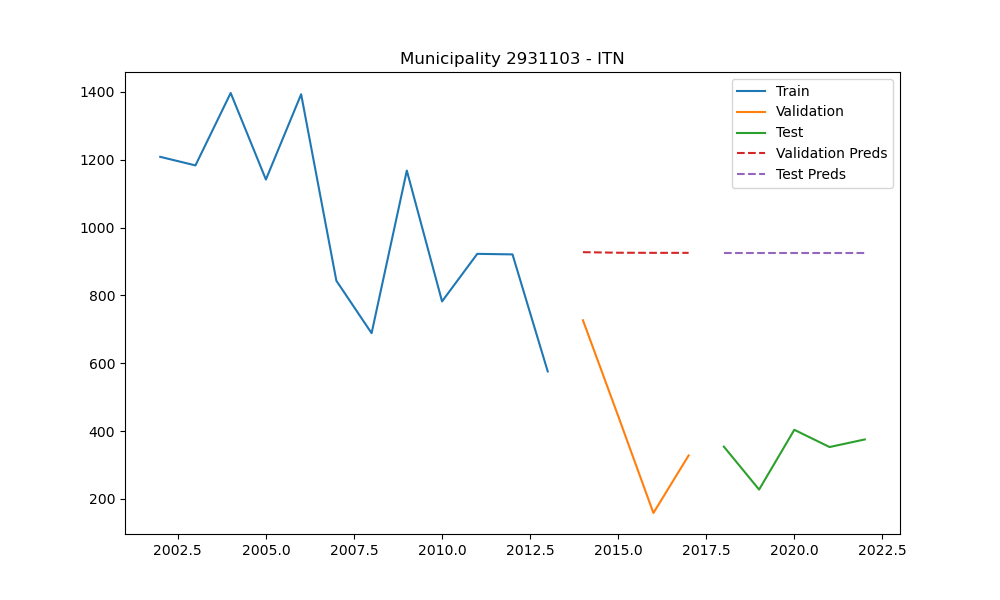 Municipality 2931103 - ITN
Train
Validation
Test
Validation Preds
Test Preds
1400
1200
1000
800
600
400
200
2002.5 2005.0 2007.5 2010.0 2012.5 2015.0 2017.5 2020.0 2022.5